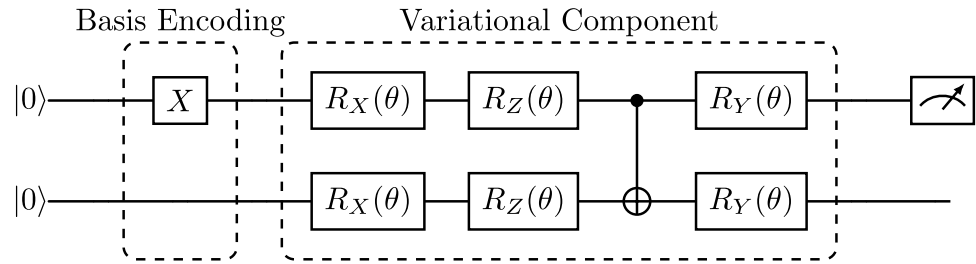 Basis Encoding Variational Component
|0⟩ X R_X(θ) R_Z(θ) R_Y(θ)
|0⟩ R_X(θ) R_Z(θ) R_Y(θ)